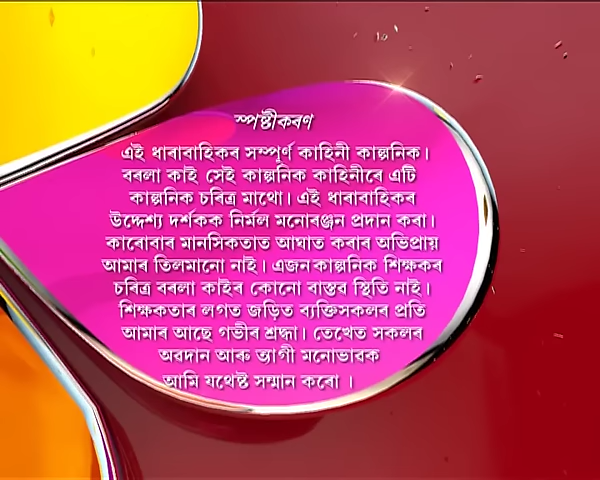 স্পষ্টীকৰণ
এই ধাৰাবাহিকৰ সম্পূৰ্ণ কাহিনী কাল্পনিক।
বৰলা কাই সেই কাল্পনিক কাহিনীৰে এটি
কাল্পনিক চৰিত্ৰ মাথো। এই ধাৰাবাহিকৰ
উদ্দেশ্য দৰ্শকক নিৰ্মল মনোৰঞ্জন প্ৰদান কৰা।
কাৰোবাৰ মানসিকতাত আঘাত কৰাৰ অভিপ্ৰায়
আমাৰ তিলমানো নাই। এজন কাল্পনিক শিক্ষকৰ
চৰিত্ৰ বৰলা কাইৰ কোনো বাস্তৱ স্থিতি নাই।
শিক্ষকতাৰ লগত জড়িত ব্যক্তিসকলৰ প্ৰতি
আমাৰ আছে গভীৰ শ্ৰদ্ধা। তেখেত সকলৰ
অৱদান আৰু ত্যাগী মনোভাবক
আমি যথেষ্ট সন্মান কৰো ।